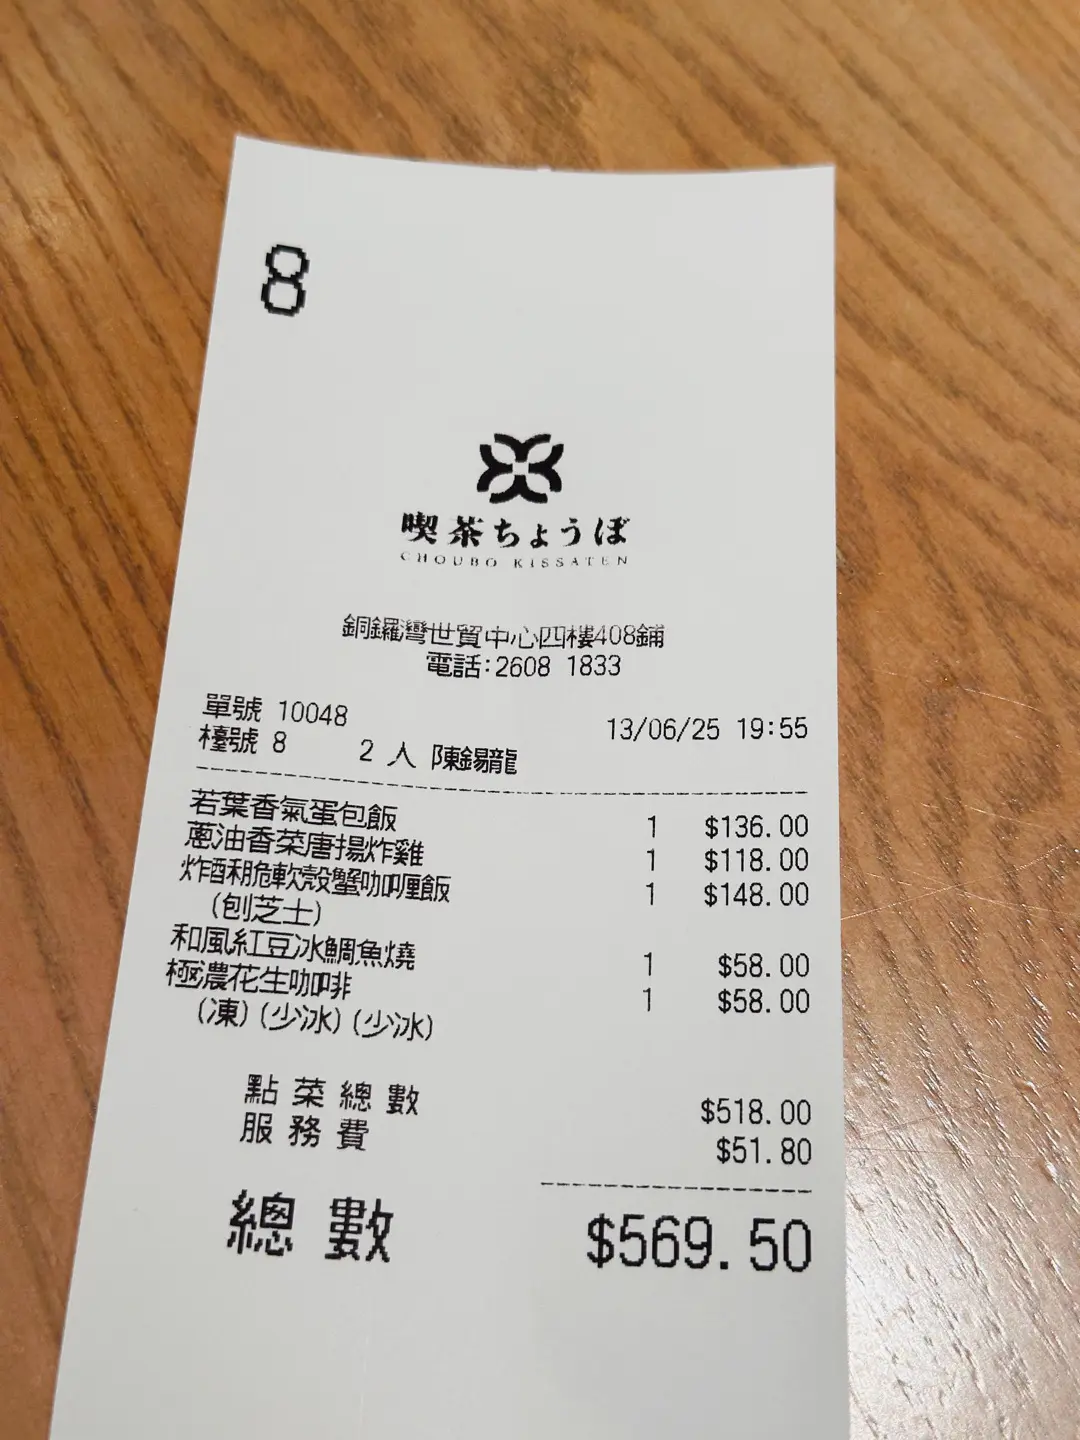 8
喫茶ちょうぼ
CHOUBO KISSATEN
銅鑼灣世貿中心四樓408鋪
電話:2608 1833
單號 10048 13/06/25 19:55
檯號 8 2 人 陳錫龍
若葉香氣蛋包飯 1 $136.00
蔥油香菜唐揚炸雞 1 $118.00
炸酥脆軟殼蟹咖喱飯 1 $148.00
(刨芝士)
和風紅豆冰鯛魚燒 1 $58.00
極濃花生咖啡 1 $58.00
(凍)(少冰)(少冰)
點菜總數 $518.00
服務費 $51.80
總數 $569.50